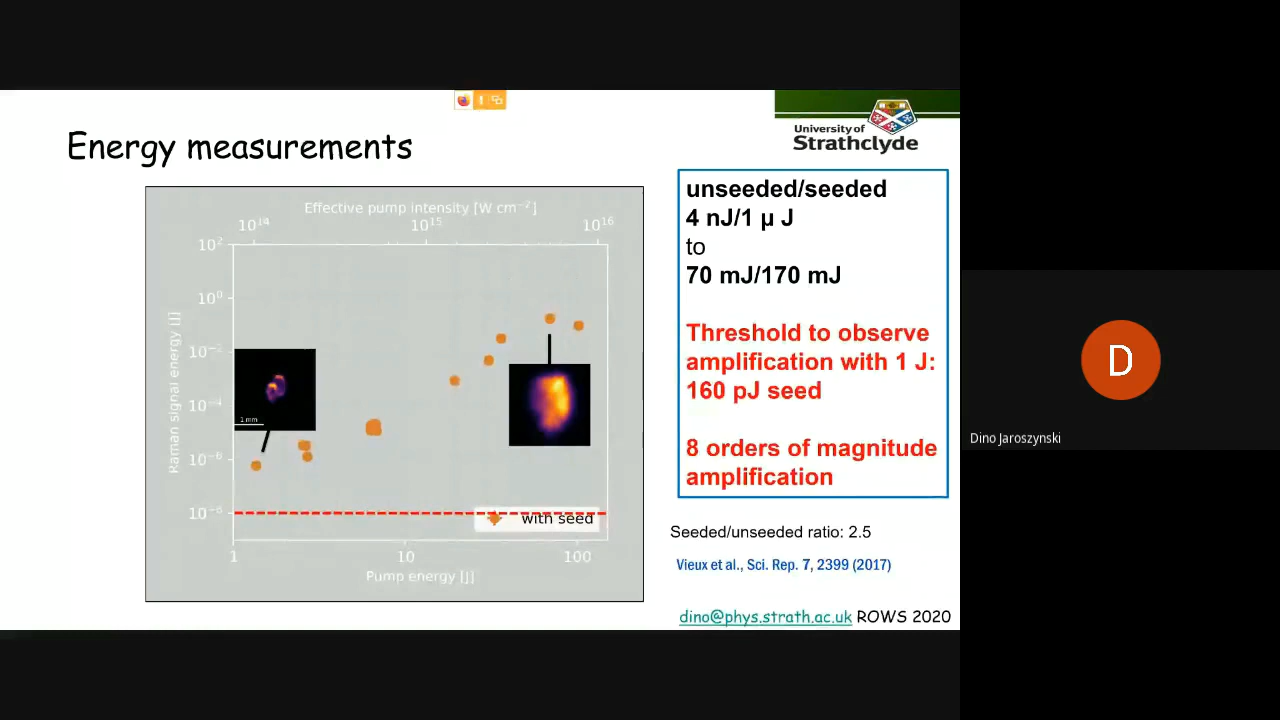 Energy measurements
University of
Strathclyde
Effective pump intensity [W cm⁻²]
10¹⁴
10¹⁵
10¹⁶
10²
10⁰
10⁻²
10⁻⁴
10⁻⁶
10⁻⁸
Raman signal energy [J]
1 mm
with seed
1
10
100
Pump energy [J]
unseeded/seeded
4 nJ/1 μ J
to
70 mJ/170 mJ
Threshold to observe
amplification with 1 J:
160 pJ seed
8 orders of magnitude
amplification
Seeded/unseeded ratio: 2.5
Vieux et al., Sci. Rep. 7, 2399 (2017)
dino@phys.strath.ac.uk ROWS 2020
D
Dino Jaroszynski